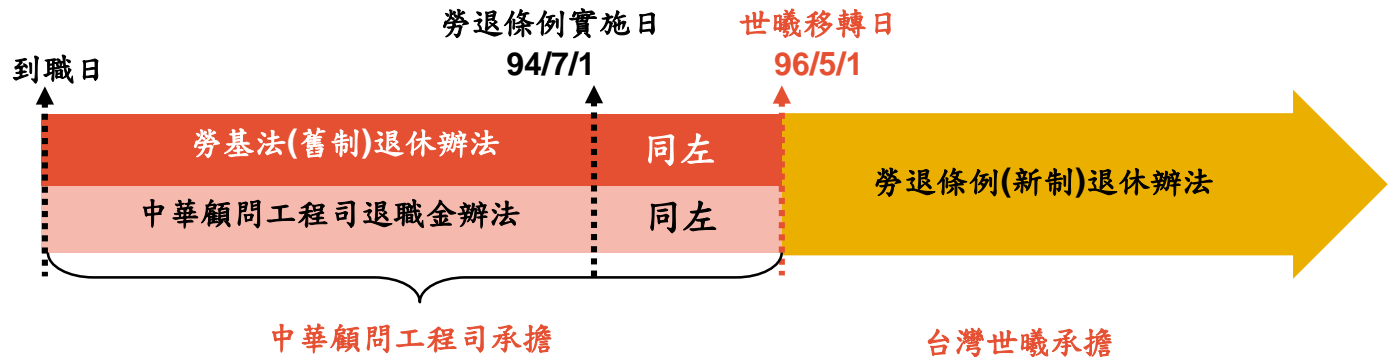 到職日
勞退條例實施日
94/7/1
世曦移轉日
96/5/1
勞基法(舊制)退休辦法
同左
中華顧問工程司退職金辦法
同左
勞退條例(新制)退休辦法
中華顧問工程司承擔
台灣世曦承擔